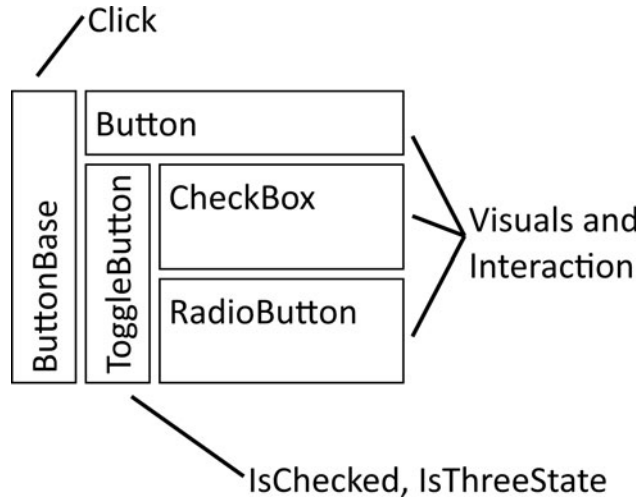 Click
Button
ButtonBase
ToggleButton
CheckBox
RadioButton
Visuals and
Interaction
IsChecked, IsThreeState